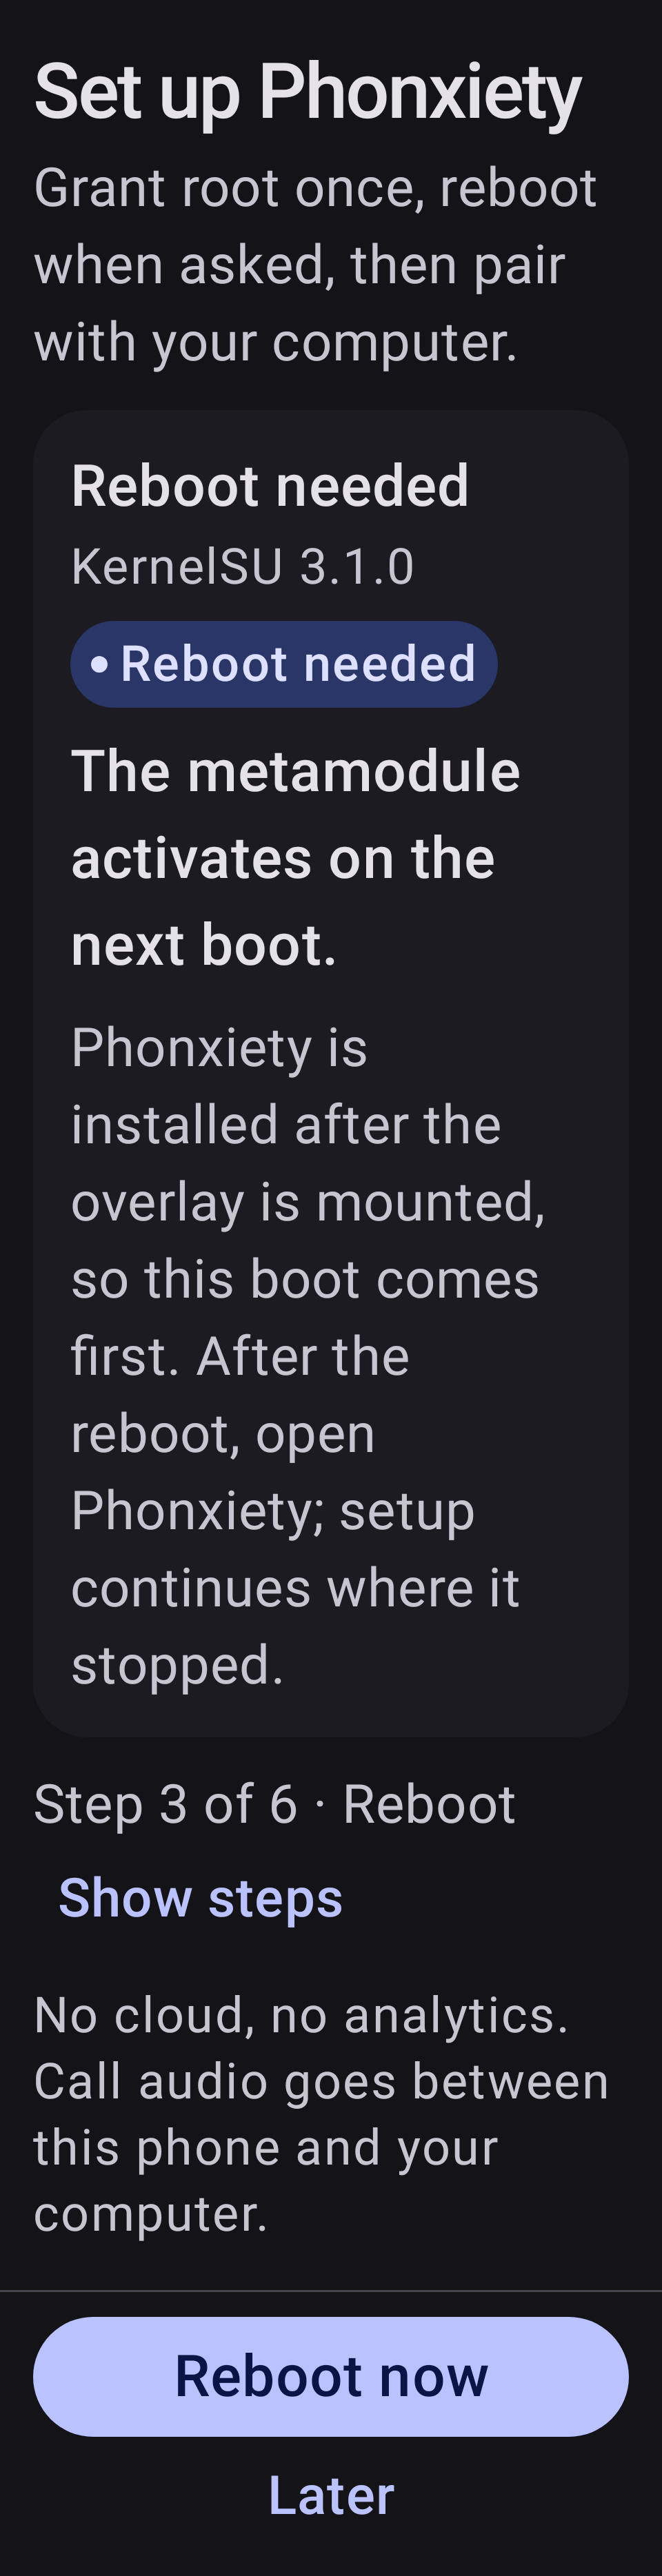 Set up Phonxiety
Grant root once, reboot
when asked, then pair
with your computer.
Reboot needed
KernelSU 3.1.0
• Reboot needed
The metamodule
activates on the
next boot.
Phonxiety is
installed after the
overlay is mounted,
so this boot comes
first. After the
reboot, open
Phonxiety; setup
continues where it
stopped.
Step 3 of 6 · Reboot
Show steps
No cloud, no analytics.
Call audio goes between
this phone and your
computer.
Reboot now
Later